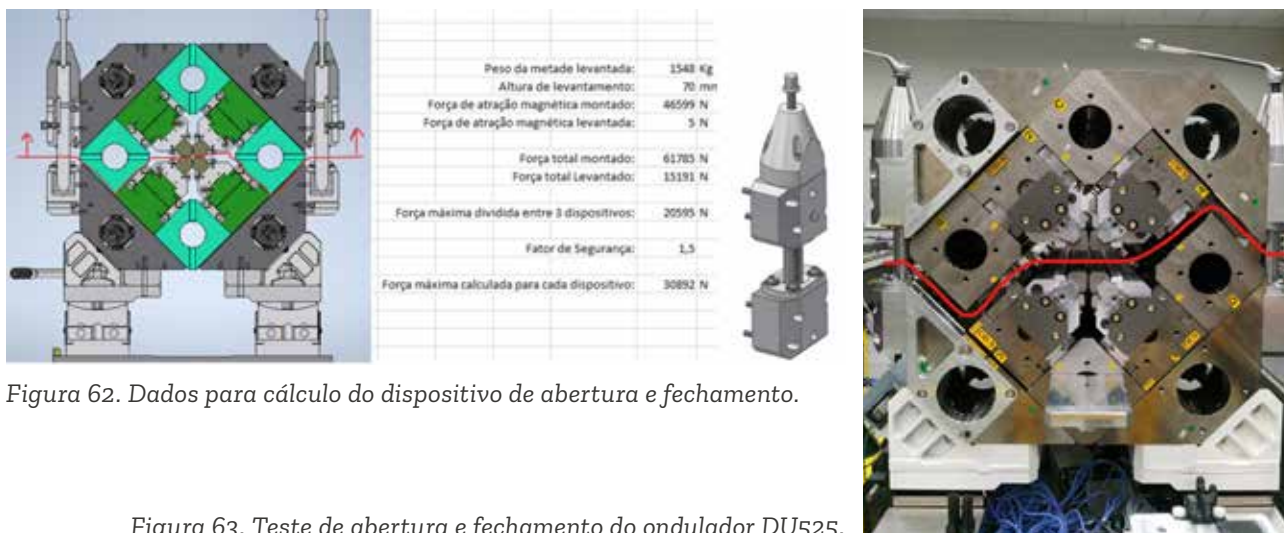 Peso da metade levantada: 1548 Kg
Altura de levantamento: 70 mm
Força de atração magnética montado: 46599 N
Força de atração magnética levantada: 5 N
Força total montado: 61785 N
Força total Levantado: 15191 N
Força máxima dividida entre 3 dispositivos: 20595 N
Fator de Segurança: 1,5
Força máxima calculada para cada dispositivo: 30892 N
Figura 62. Dados para cálculo do dispositivo de abertura e fechamento.
Figura 63. Teste de abertura e fechamento do ondulador DU525.